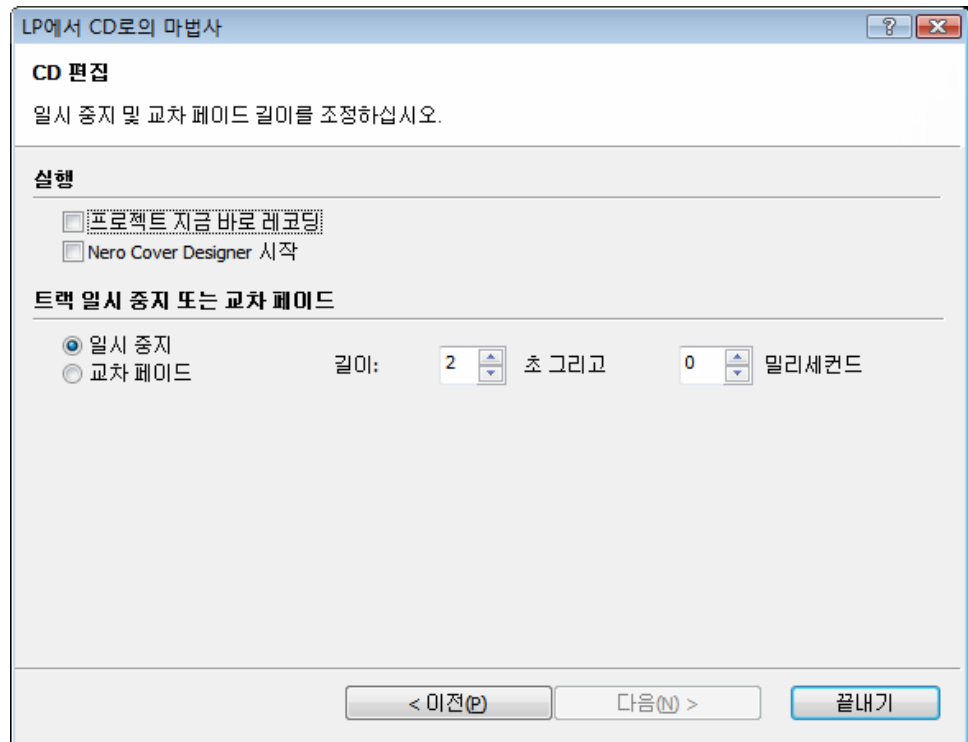 LP에서 CD로의 마법사
CD 편집
일시 중지 및 교차 페이드 길이를 조정하십시오.
실행
프로젝트 지금 바로 레코딩
Nero Cover Designer 시작
트랙 일시 중지 또는 교차 페이드
일시 중지
교차 페이드
길이: 2 초 그리고 0 밀리세컨드
< 이전(P) 다음(N) > 끝내기